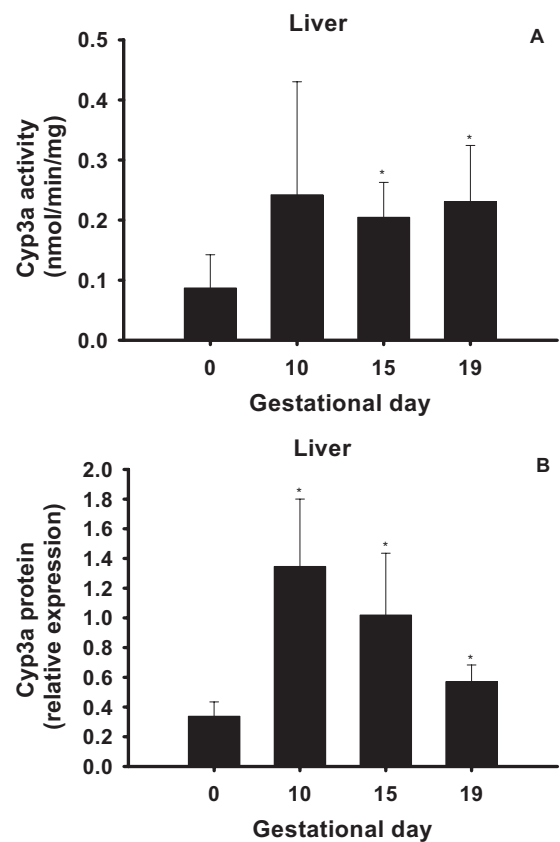 Liver
A
0.5
0.4
0.3
0.2
0.1
0.0
Cyp3a activity
(nmol/min/mg)
*
*
0 10 15 19
Gestational day
Liver
B
2.0
1.8
1.6
1.4
1.2
1.0
0.8
0.6
0.4
0.2
0.0
Cyp3a protein
(relative expression)
*
*
*
0 10 15 19
Gestational day